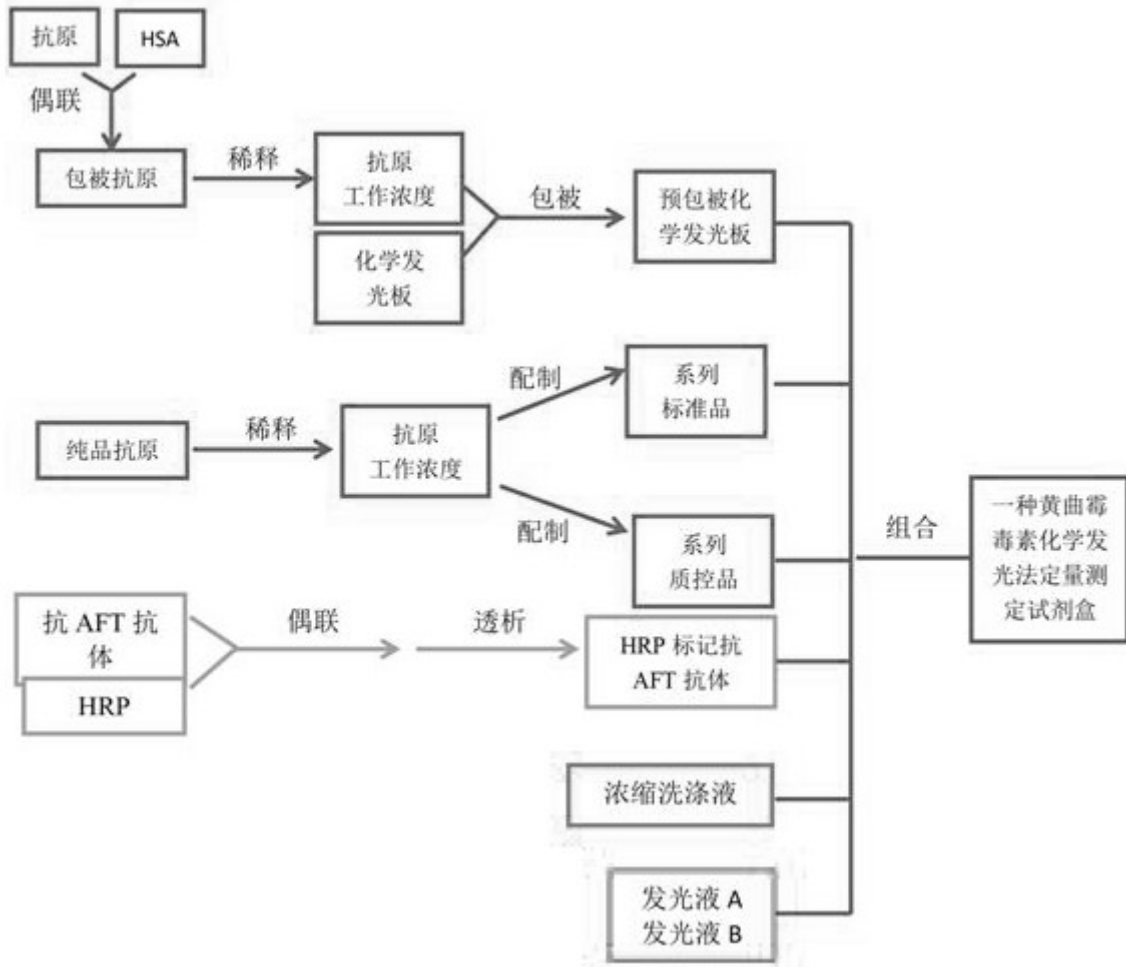 抗原
HSA
偶联
包被抗原
稀释
抗原
工作浓度
化学发
光板
包被
预包被化
学发光板
纯品抗原
稀释
抗原
工作浓度
配制
系列
标准品
配制
系列
质控品
抗 AFT 抗
体
HRP
偶联
透析
HRP 标记抗
AFT 抗体
浓缩洗涤液
发光液 A
发光液 B
组合
一种黄曲霉
毒素化学发
光法定量测
定试剂盒